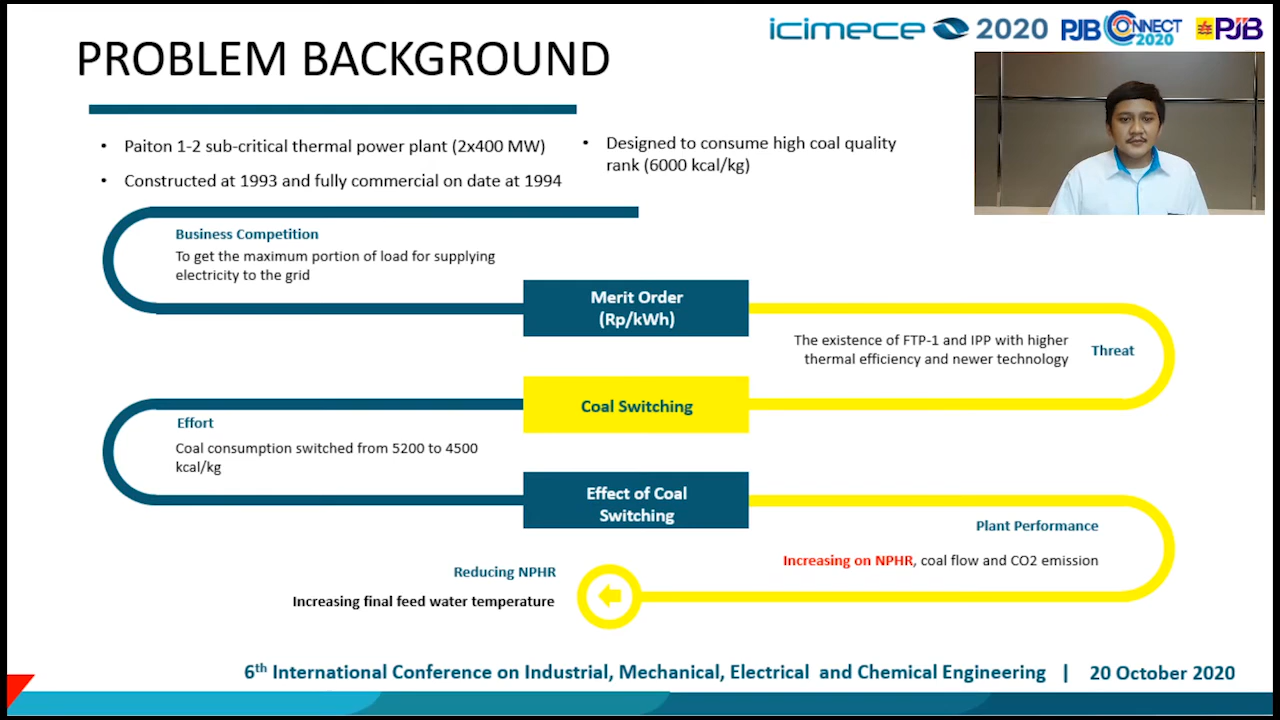 icimece 2020 PJB CONNECT 2020 PJB
PROBLEM BACKGROUND
• Paiton 1-2 sub-critical thermal power plant (2x400 MW)
• Constructed at 1993 and fully commercial on date at 1994
• Designed to consume high coal quality
rank (6000 kcal/kg)
Business Competition
To get the maximum portion of load for supplying
electricity to the grid
Merit Order
(Rp/kWh)
The existence of FTP-1 and IPP with higher
thermal efficiency and newer technology
Threat
Coal Switching
Effort
Coal consumption switched from 5200 to 4500
kcal/kg
Effect of Coal
Switching
Plant Performance
Increasing on NPHR, coal flow and CO2 emission
Reducing NPHR
Increasing final feed water temperature
6th International Conference on Industrial, Mechanical, Electrical and Chemical Engineering | 20 October 2020